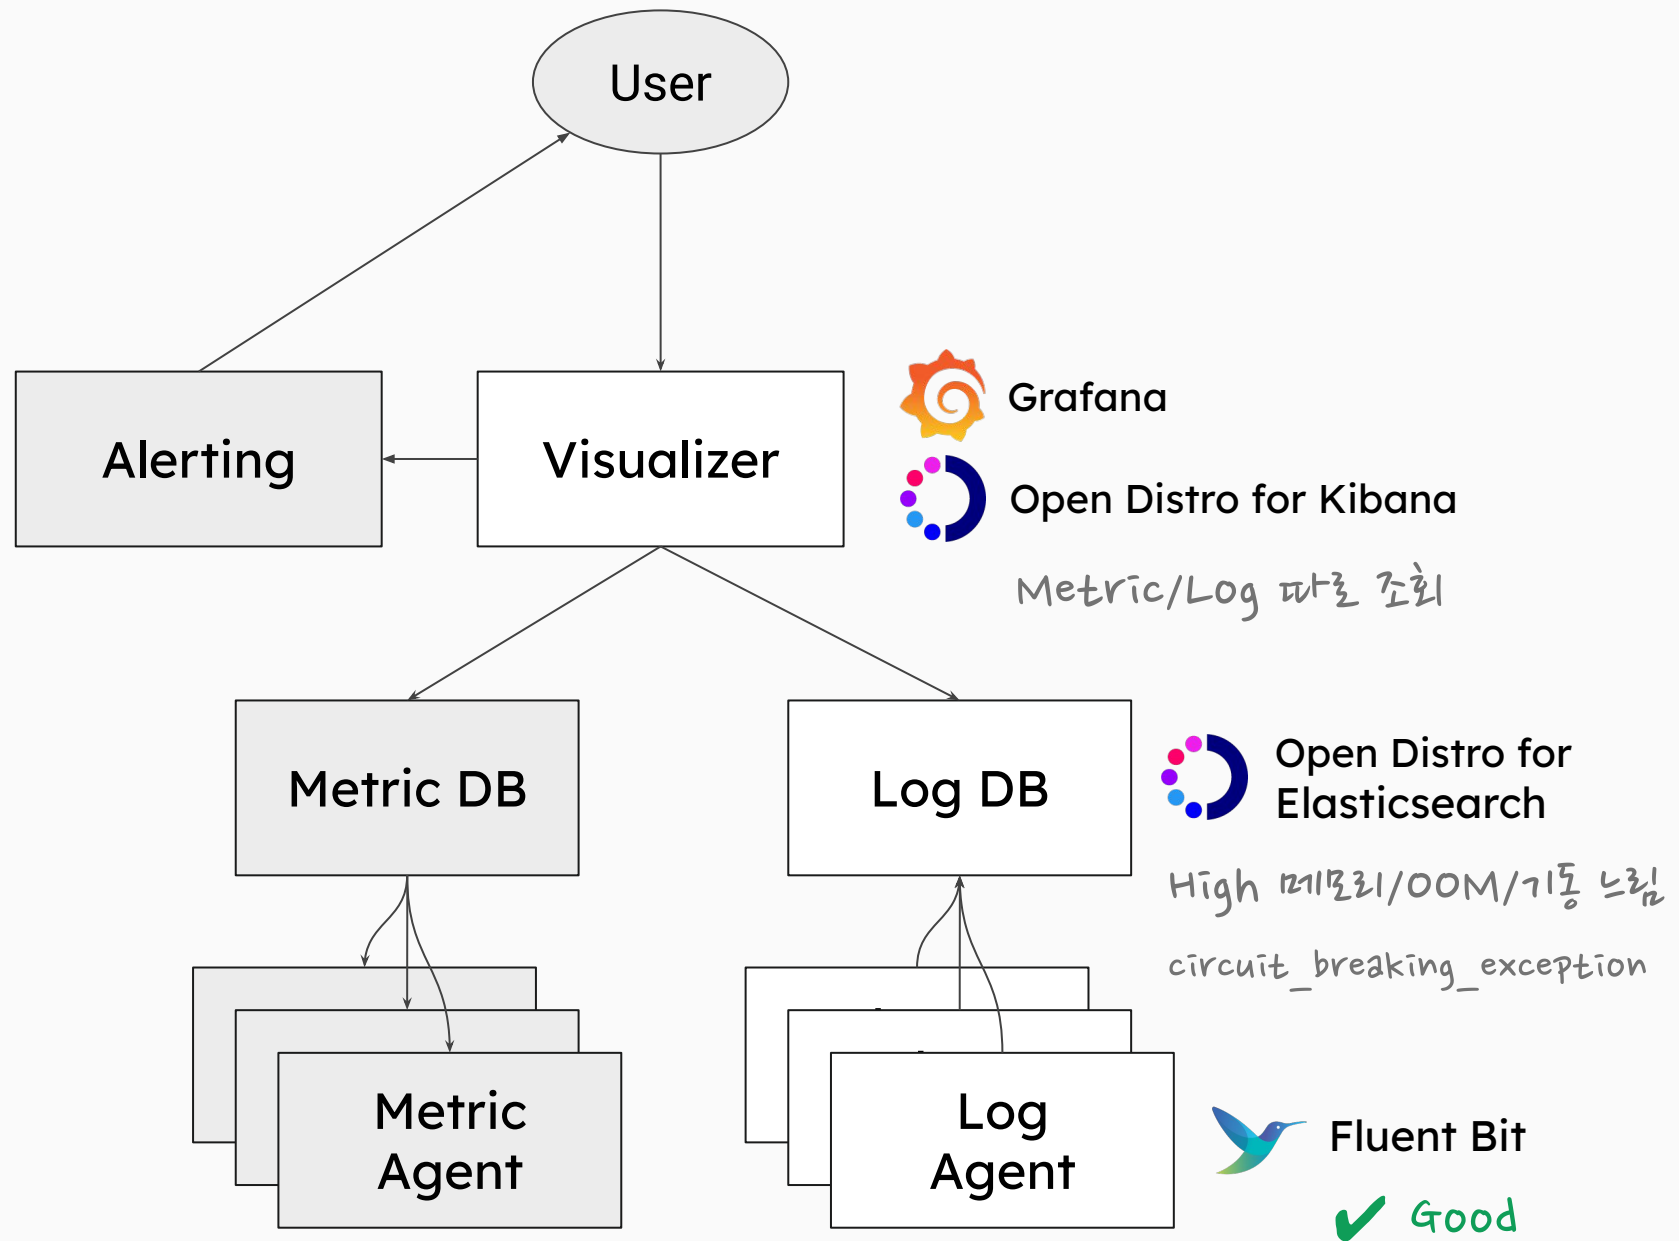 User
Alerting
Visualizer
Grafana
Open Distro for Kibana
Metric/Log 따로 조회
Metric DB
Log DB
Open Distro for
Elasticsearch
High 메모리/OOM/기동 느림
circuit_breaking_exception
Metric
Agent
Log
Agent
Fluent Bit
✔ Good